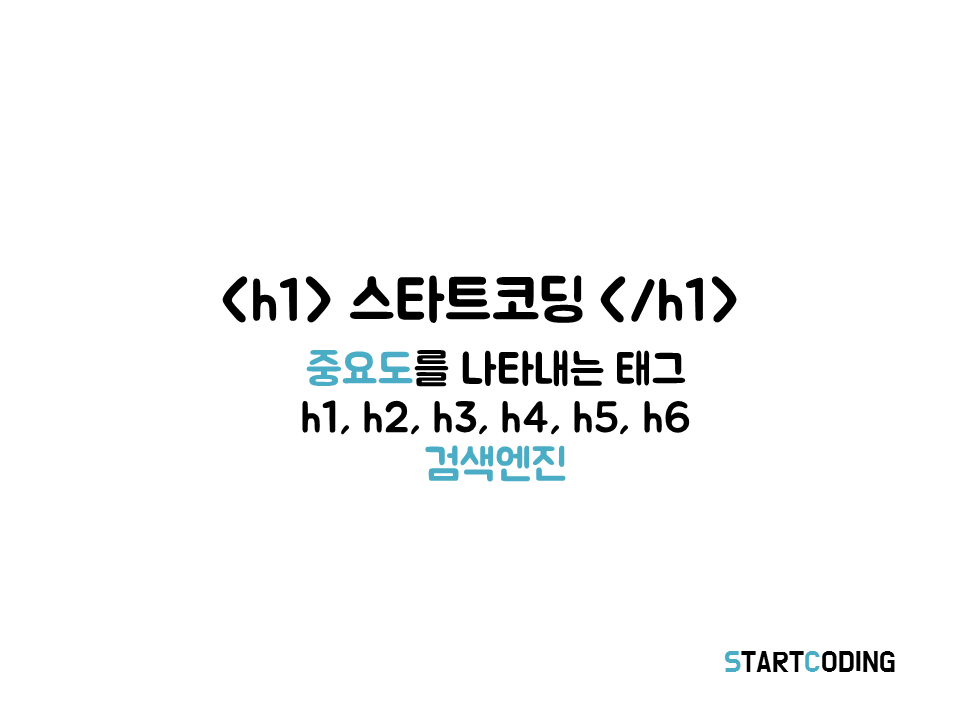 <h1> 스타트코딩 </h1>
중요도를 나타내는 태그
h1, h2, h3, h4, h5, h6
검색엔진
STARTCODING